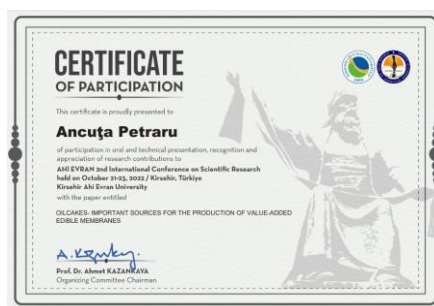 CERTIFICATE
OF PARTICIPATION
This certificate is proudly presented to
Ancuţa Petraru
of participation in oral and technical presentation, recognition and
appreciation of research contributions to
AHİ EVRAN 2nd International Conference on Scientific Research
held on October 21-23, 2022 / Kirsehir, Türkiye
Kirsehir Ahi Evran University
with the paper entitled
OILCAKES- IMPORTANT SOURCES FOR THE PRODUCTION OF VALUE-ADDED
EDIBLE MEMBRANES
Prof. Dr. Ahmet KAZANKAYA
Organizing Committee Chairman